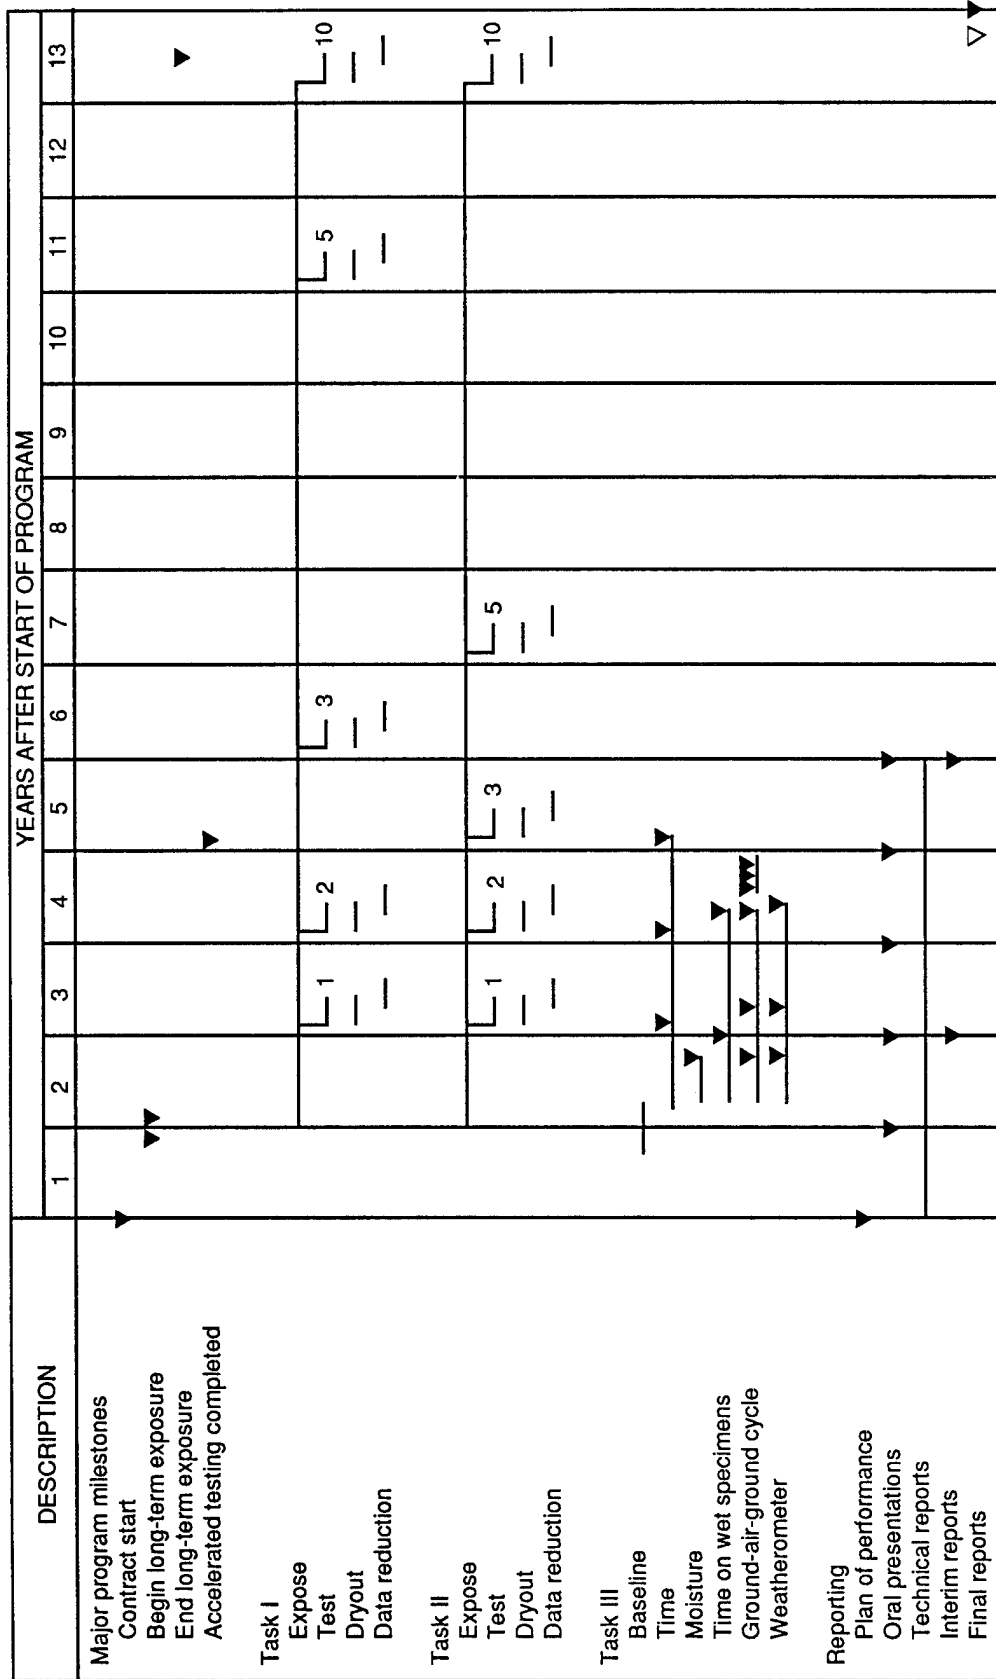 DESCRIPTION
YEARS AFTER START OF PROGRAM
1 2 3 4 5 6 7 8 9 10 11 12 13
Major program milestones
Contract start
Begin long-term exposure
End long-term exposure
Accelerated testing completed
Task I
Expose
Test 1 2 3 5 10
Dryout
Data reduction
Task II
Expose
Test 1 2 3 5 10
Dryout
Data reduction
Task III
Baseline
Time
Moisture
Time on wet specimens
Ground-air-ground cycle
Weatherometer
Reporting
Plan of performance
Oral presentations
Technical reports
Interim reports
Final reports